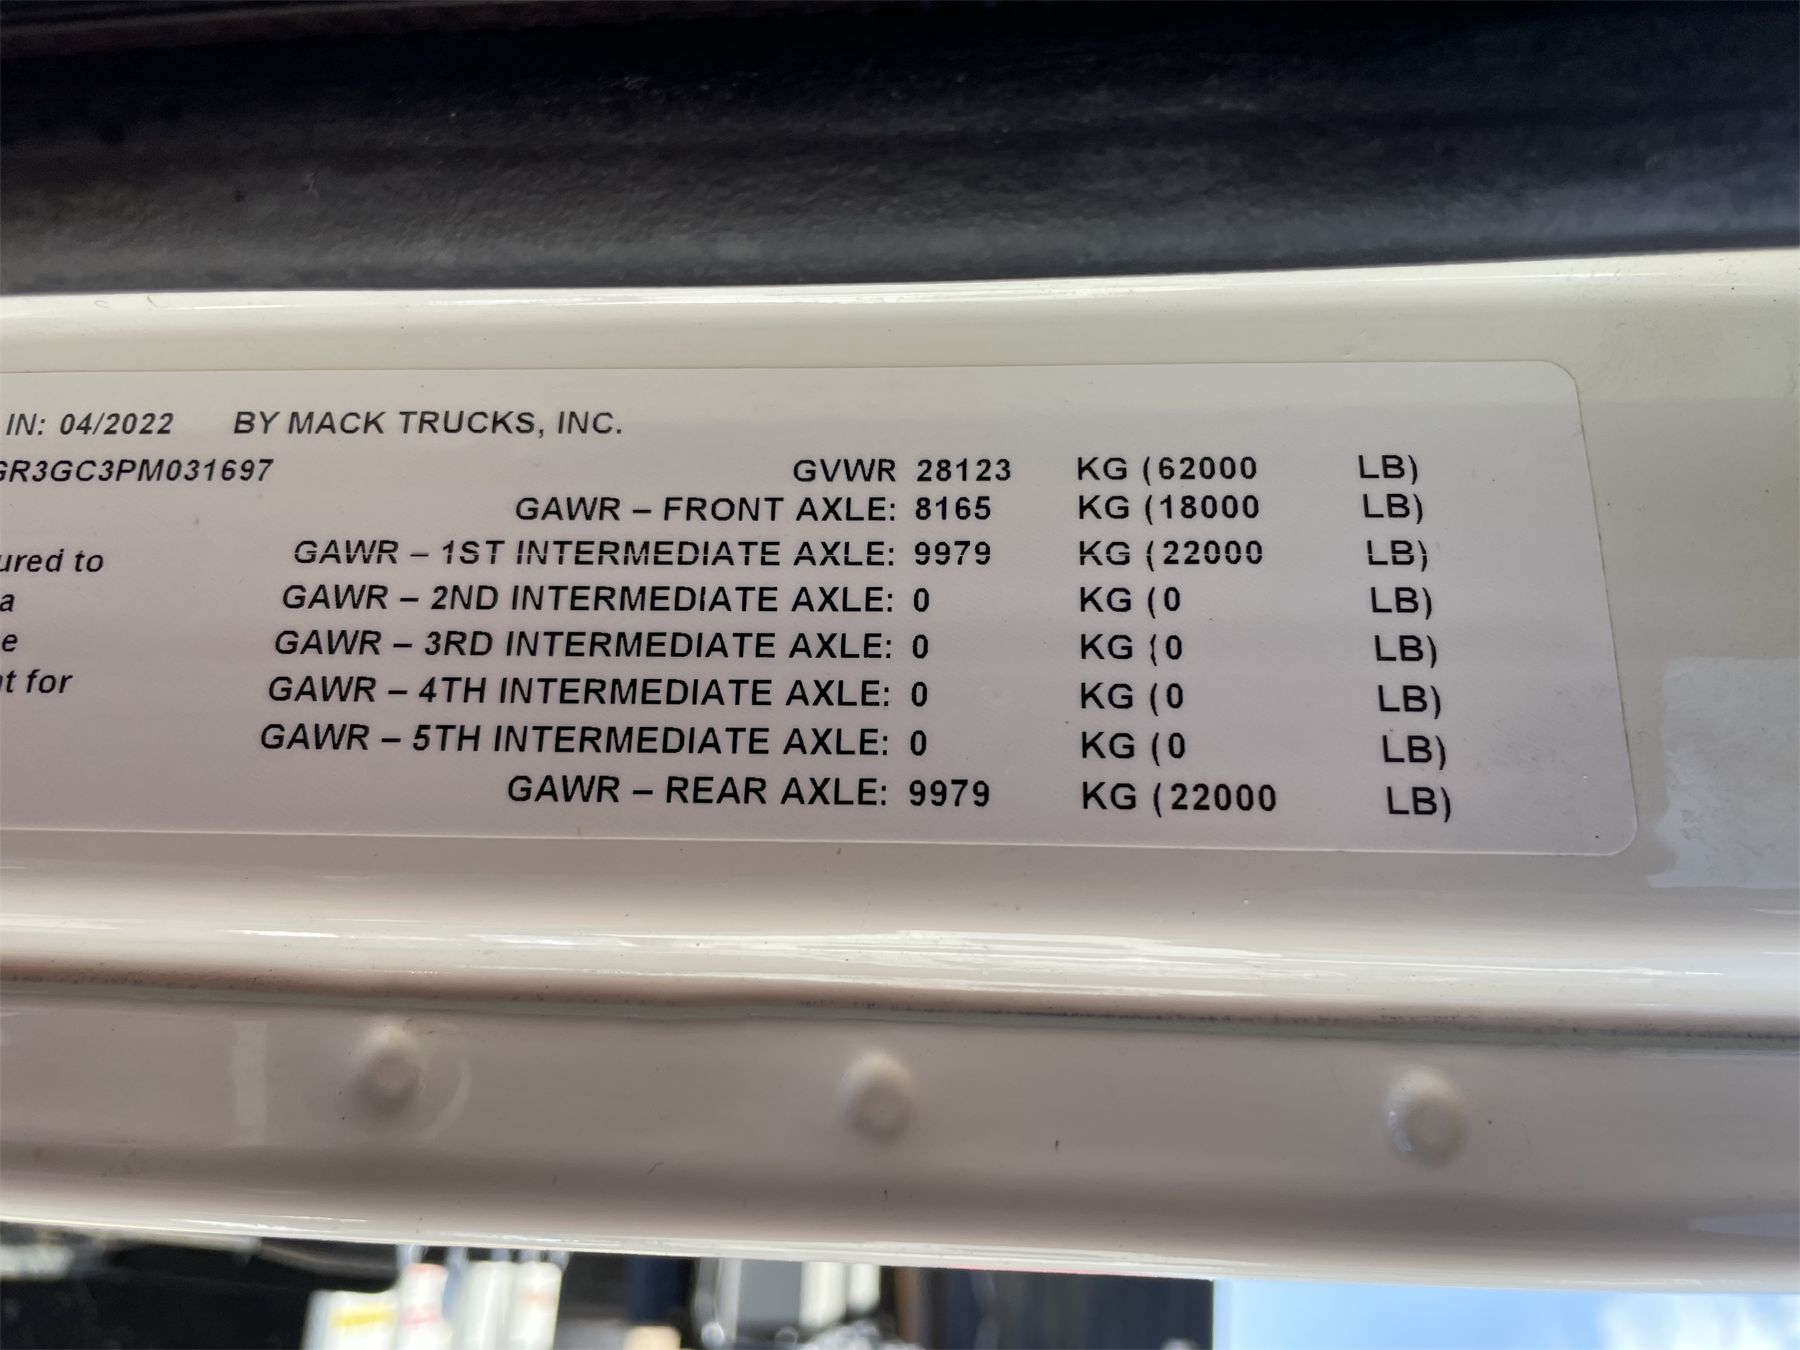 IN: 04/2022 BY MACK TRUCKS, INC.
GR3GC3PM031697 GVWR 28123 KG (62000 LB)
GAWR – FRONT AXLE: 8165 KG (18000 LB)
ured to GAWR – 1ST INTERMEDIATE AXLE: 9979 KG (22000 LB)
a GAWR – 2ND INTERMEDIATE AXLE: 0 KG (0 LB)
e GAWR – 3RD INTERMEDIATE AXLE: 0 KG (0 LB)
t for GAWR – 4TH INTERMEDIATE AXLE: 0 KG (0 LB)
GAWR – 5TH INTERMEDIATE AXLE: 0 KG (0 LB)
GAWR – REAR AXLE: 9979 KG (22000 LB)